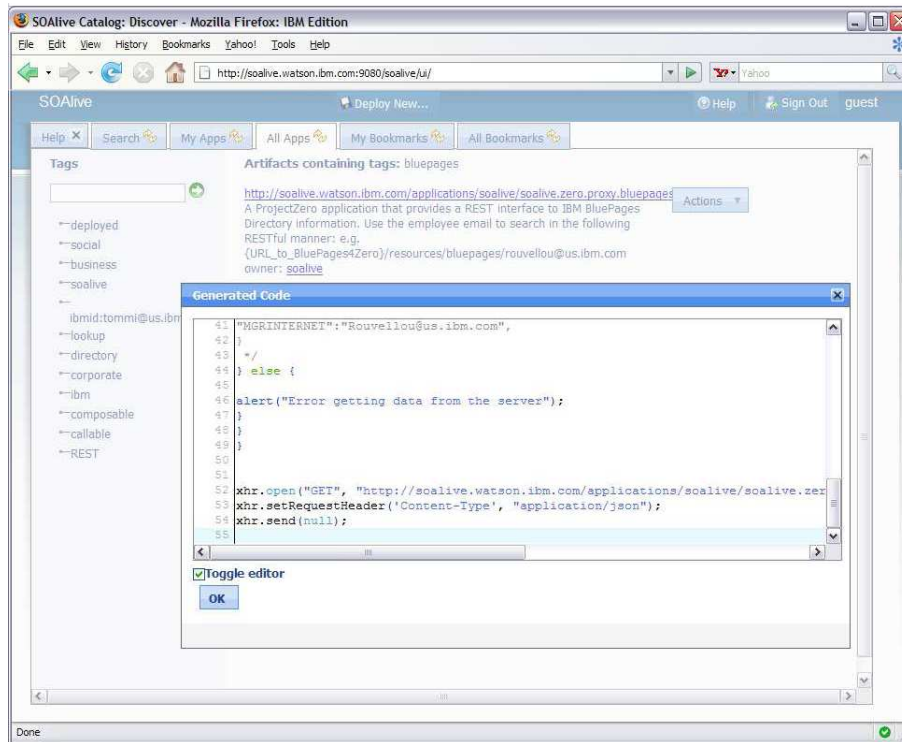 SOAlive Catalog: Discover - Mozilla Firefox: IBM Edition
File Edit View History Bookmarks Yahoo! Tools Help
http://soalive.watson.ibm.com:9080/soalive/ui/
Yahoo
SOAlive Deploy New... Help Sign Out guest
Help Search My Apps All Apps My Bookmarks All Bookmarks
Tags
Artifacts containing tags: bluepages
http://soalive.watson.ibm.com/applications/soalive/soalive.zero.proxy.bluepages
Actions
A ProjectZero application that provides a REST interface to IBM BluePages
Directory information. Use the employee email to search in the following
RESTful manner: e.g.
{URL_to_BluePages4Zero}/resources/bluepages/rouvellou@us.ibm.com
owner: soalive
deployed
social
business
soalive
ibmid:tommi@us.ibm
lookup
directory
corporate
ibm
composable
callable
REST
Generated Code
41 "MGRINTERNET":"Rouvellou@us.ibm.com",
42 }
43 */
44 } else {
45
46 alert("Error getting data from the server");
47 }
48 }
49 }
50
51
52 xhr.open("GET", "http://soalive.watson.ibm.com/applications/soalive/soalive.zer
53 xhr.setRequestHeader('Content-Type', "application/json");
54 xhr.send(null);
55
Toggle editor
OK
Done